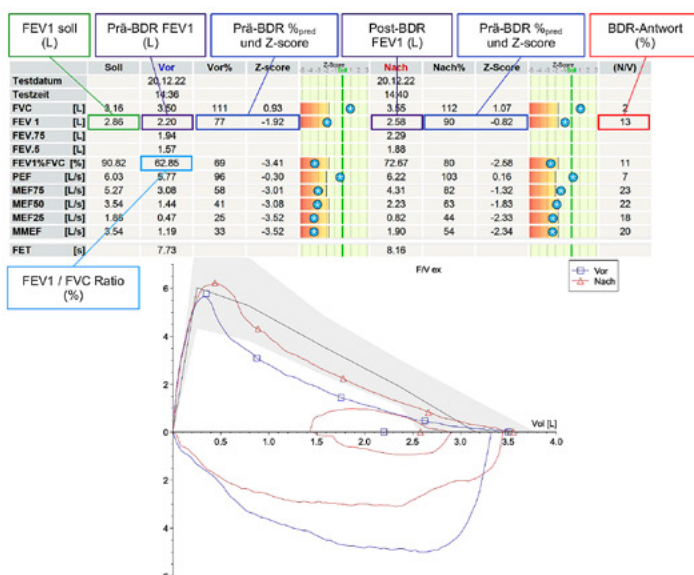 FEV1 soll (L)
Prä-BDR FEV1 (L)
Prä-BDR %pred und Z-score
Post-BDR FEV1 (L)
Prä-BDR %pred und Z-score
BDR-Antwort (%)
Soll Vor Vor% Z-score Z-Score Nach Nach% Z-Score Z-Score (N/V)
Testdatum 20.12.22 20.12.22
Testzeit 14:36 14:40
FVC [L] 3.16 3.50 111 0.93 3.55 112 1.07 2
FEV 1 [L] 2.86 2.20 77 -1.92 2.58 90 -0.82 13
FEV.75 [L] 1.94 2.29
FEV.5 [L] 1.57 1.88
FEV1%FVC [%] 90.82 62.85 69 -3.41 72.67 80 -2.58 11
PEF [L/s] 6.03 5.77 96 -0.30 6.22 103 0.16 7
MEF75 [L/s] 5.27 3.08 58 -3.01 4.31 82 -1.32 23
MEF50 [L/s] 3.54 1.44 41 -3.08 2.23 63 -1.83 22
MEF25 [L/s] 1.86 0.47 25 -3.52 0.82 44 -2.33 18
MMEF [L/s] 3.54 1.19 33 -3.52 1.90 54 -2.34 20
FET [s] 7.73 8.16
FEV1 / FVC Ratio (%)
F/V ex
Vor
Nach
6
4
2
0
Vol [L]
0.5 1.0 1.5 2.0 2.5 3.0 3.5 4.0
2
4
6